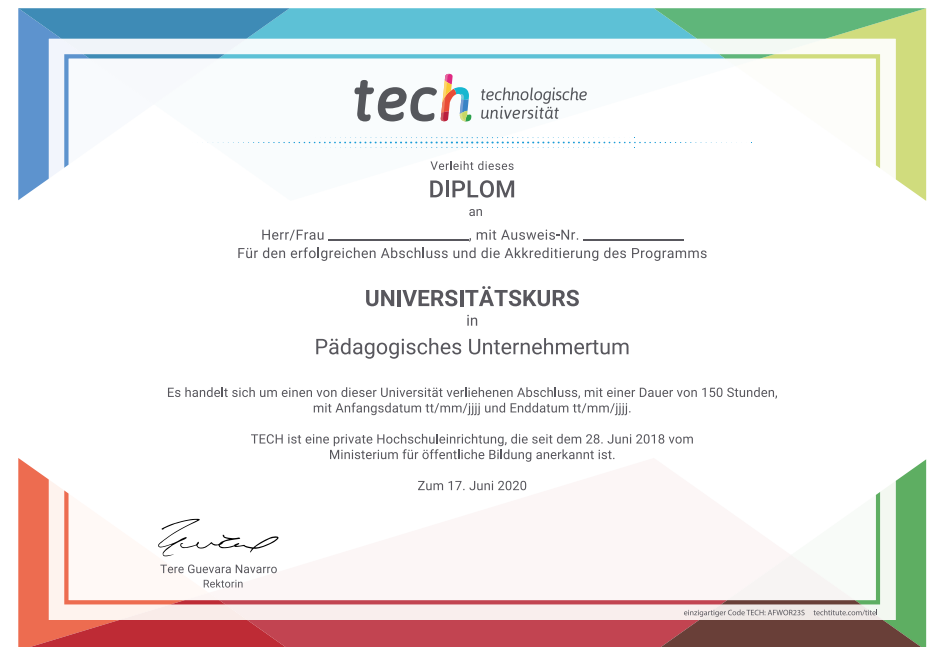 tech technologische
universität
Verleiht dieses
DIPLOM
an
Herr/Frau ____________________, mit Ausweis-Nr. ______________
Für den erfolgreichen Abschluss und die Akkreditierung des Programms
UNIVERSITÄTSKURS
in
Pädagogisches Unternehmertum
Es handelt sich um einen von dieser Universität verliehenen Abschluss, mit einer Dauer von 150 Stunden,
mit Anfangsdatum tt/mm/jjjj und Enddatum tt/mm/jjjj.
TECH ist eine private Hochschuleinrichtung, die seit dem 28. Juni 2018 vom
Ministerium für öffentliche Bildung anerkannt ist.
Zum 17. Juni 2020
Tere Guevara Navarro
Rektorin
einzigartiger Code TECH: AFWOR23S techtitute.com/titel